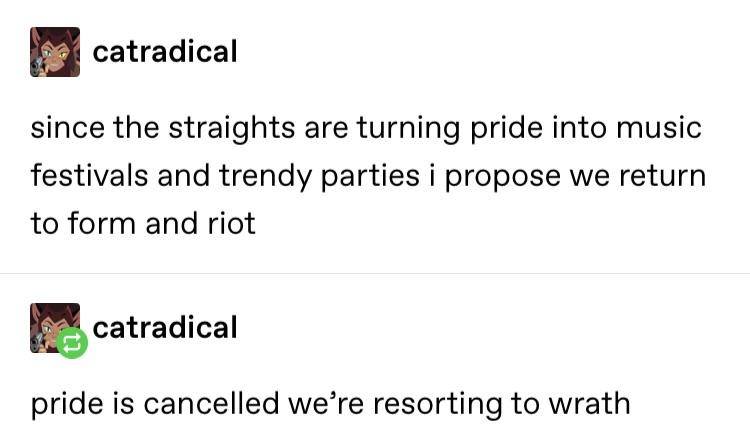 catradical
since the straights are turning pride into music
festivals and trendy parties i propose we return
to form and riot
catradical
pride is cancelled we're resorting to wrath